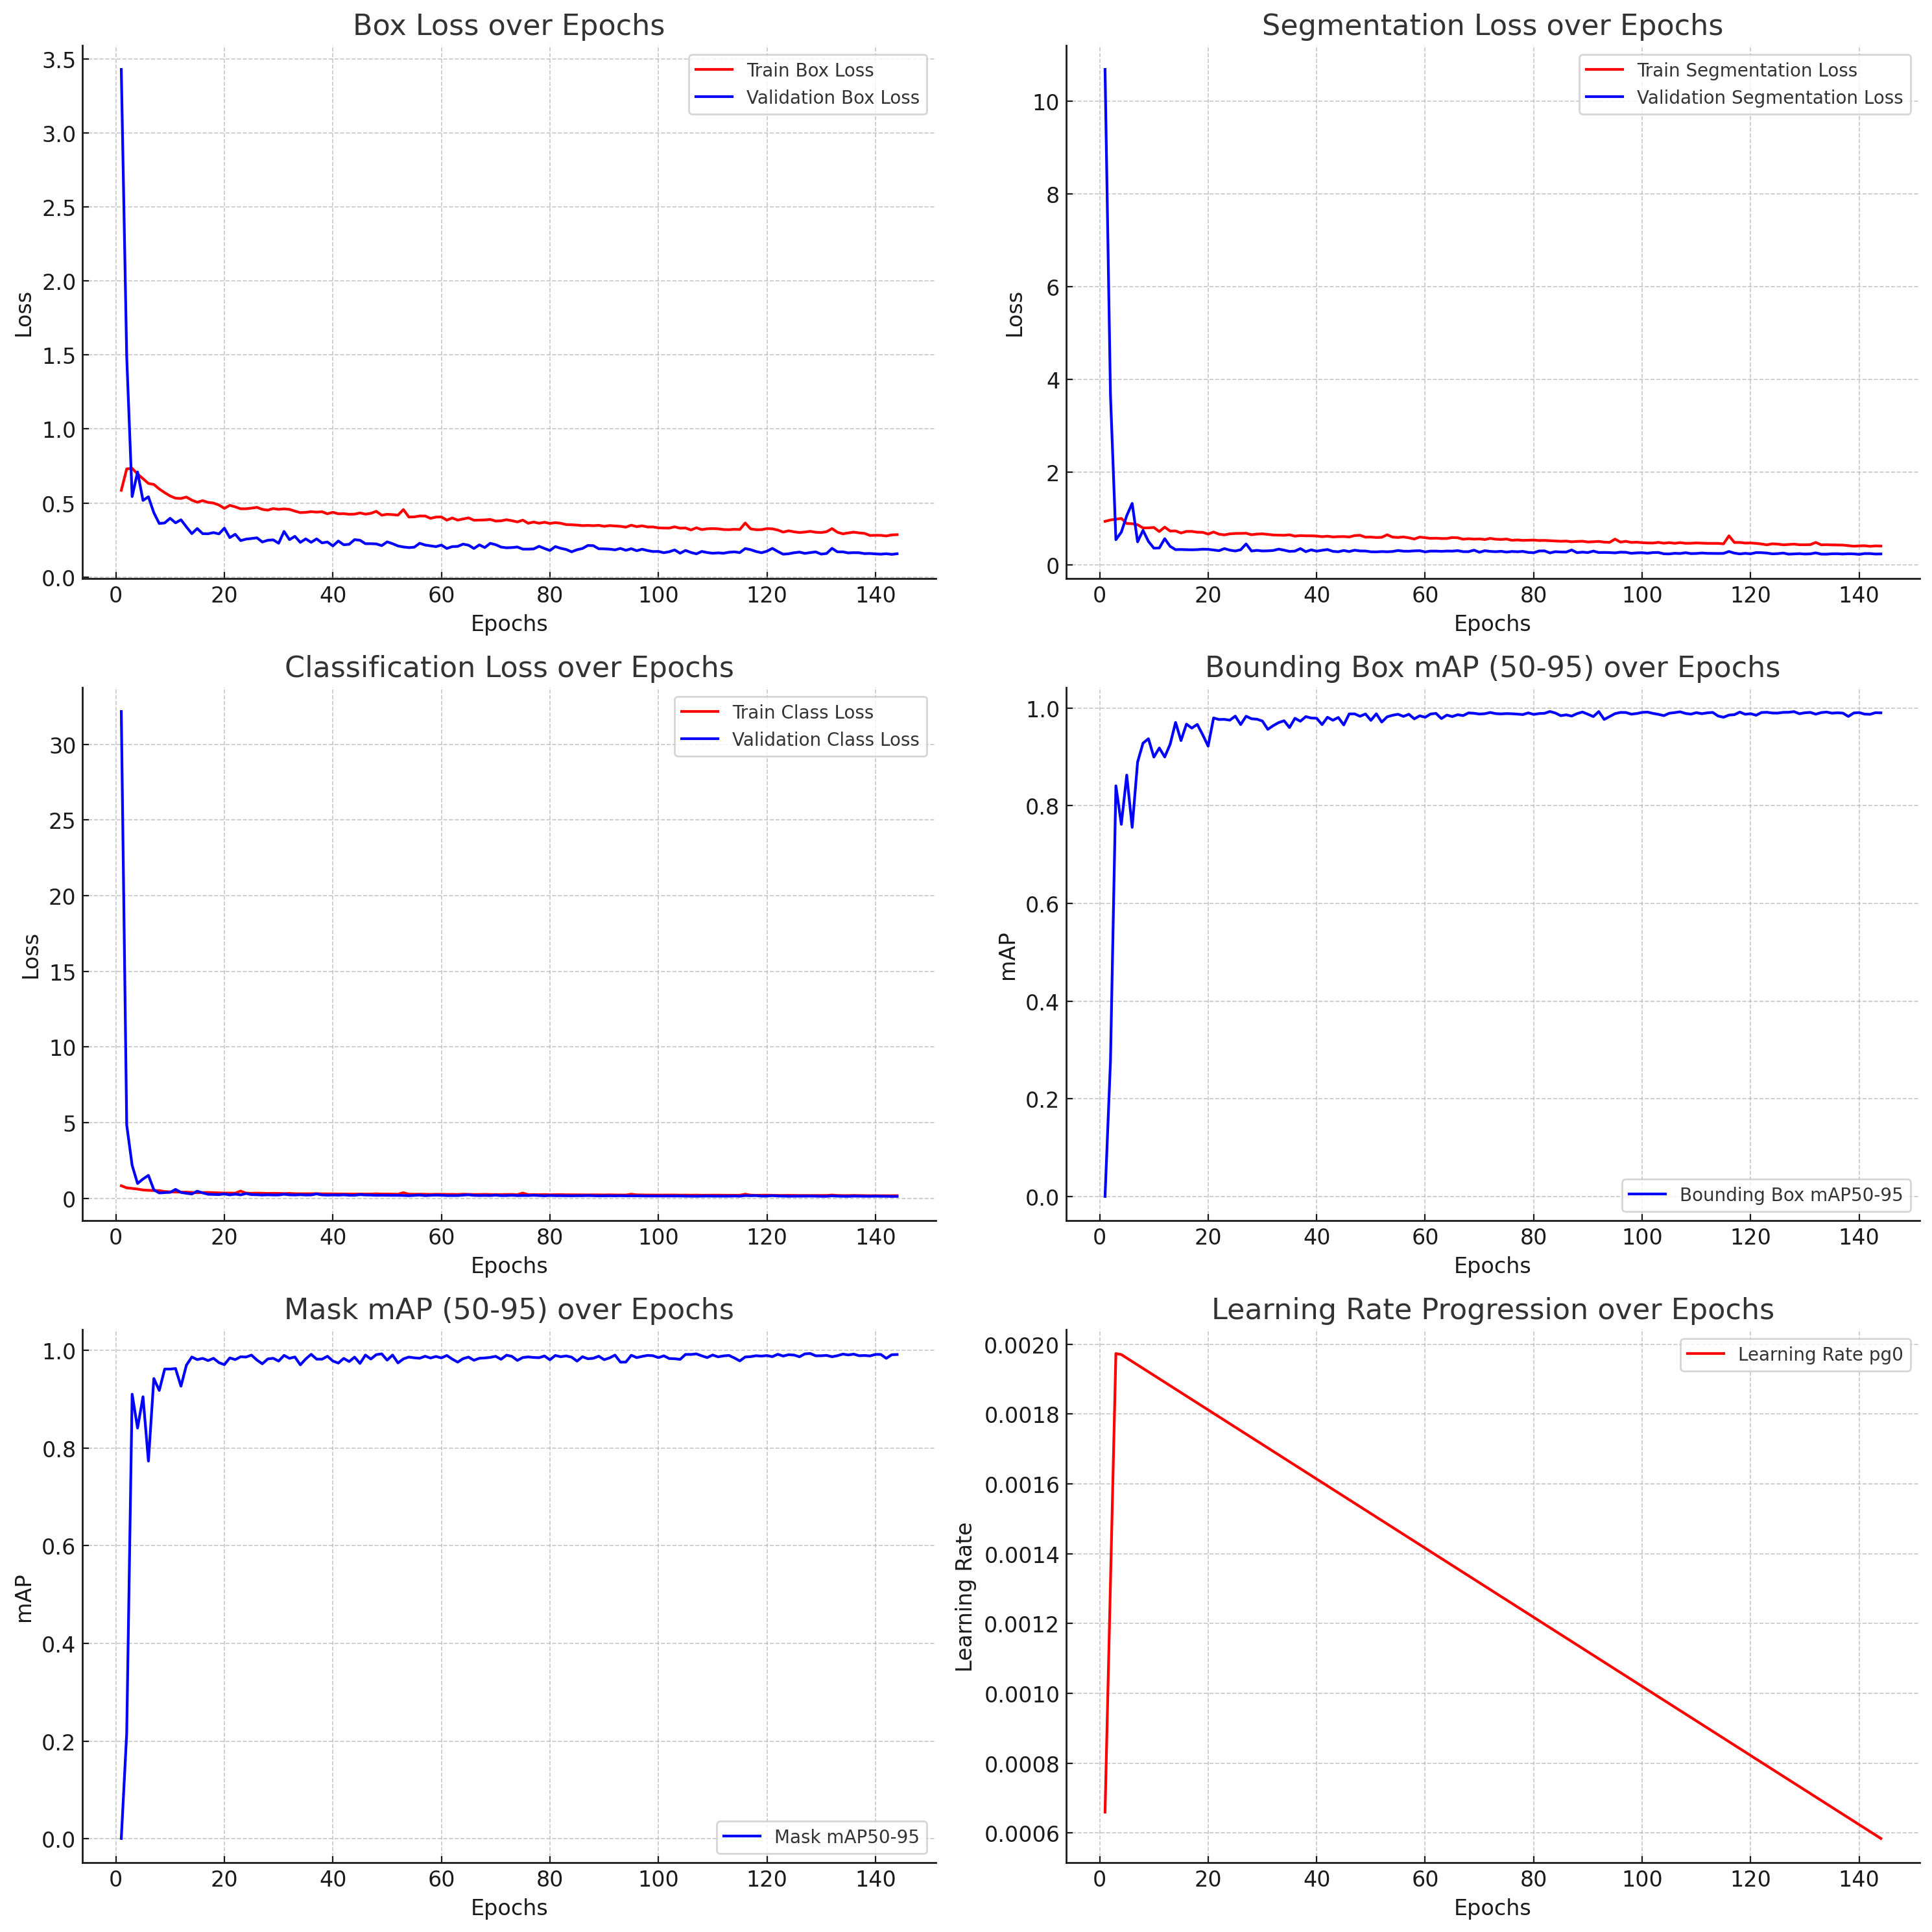 Box Loss over Epochs
3.5
3.0
2.5
2.0
1.5
1.0
0.5
0.0
Loss
Train Box Loss
Validation Box Loss
0 20 40 60 80 100 120 140
Epochs
Segmentation Loss over Epochs
10
8
6
4
2
0
Loss
Train Segmentation Loss
Validation Segmentation Loss
0 20 40 60 80 100 120 140
Epochs
Classification Loss over Epochs
30
25
20
15
10
5
0
Loss
Train Class Loss
Validation Class Loss
0 20 40 60 80 100 120 140
Epochs
Bounding Box mAP (50-95) over Epochs
1.0
0.8
0.6
0.4
0.2
0.0
mAP
Bounding Box mAP50-95
0 20 40 60 80 100 120 140
Epochs
Mask mAP (50-95) over Epochs
1.0
0.8
0.6
0.4
0.2
0.0
mAP
Mask mAP50-95
0 20 40 60 80 100 120 140
Epochs
Learning Rate Progression over Epochs
0.0020
0.0018
0.0016
0.0014
0.0012
0.0010
0.0008
0.0006
Learning Rate
Learning Rate pg0
0 20 40 60 80 100 120 140
Epochs